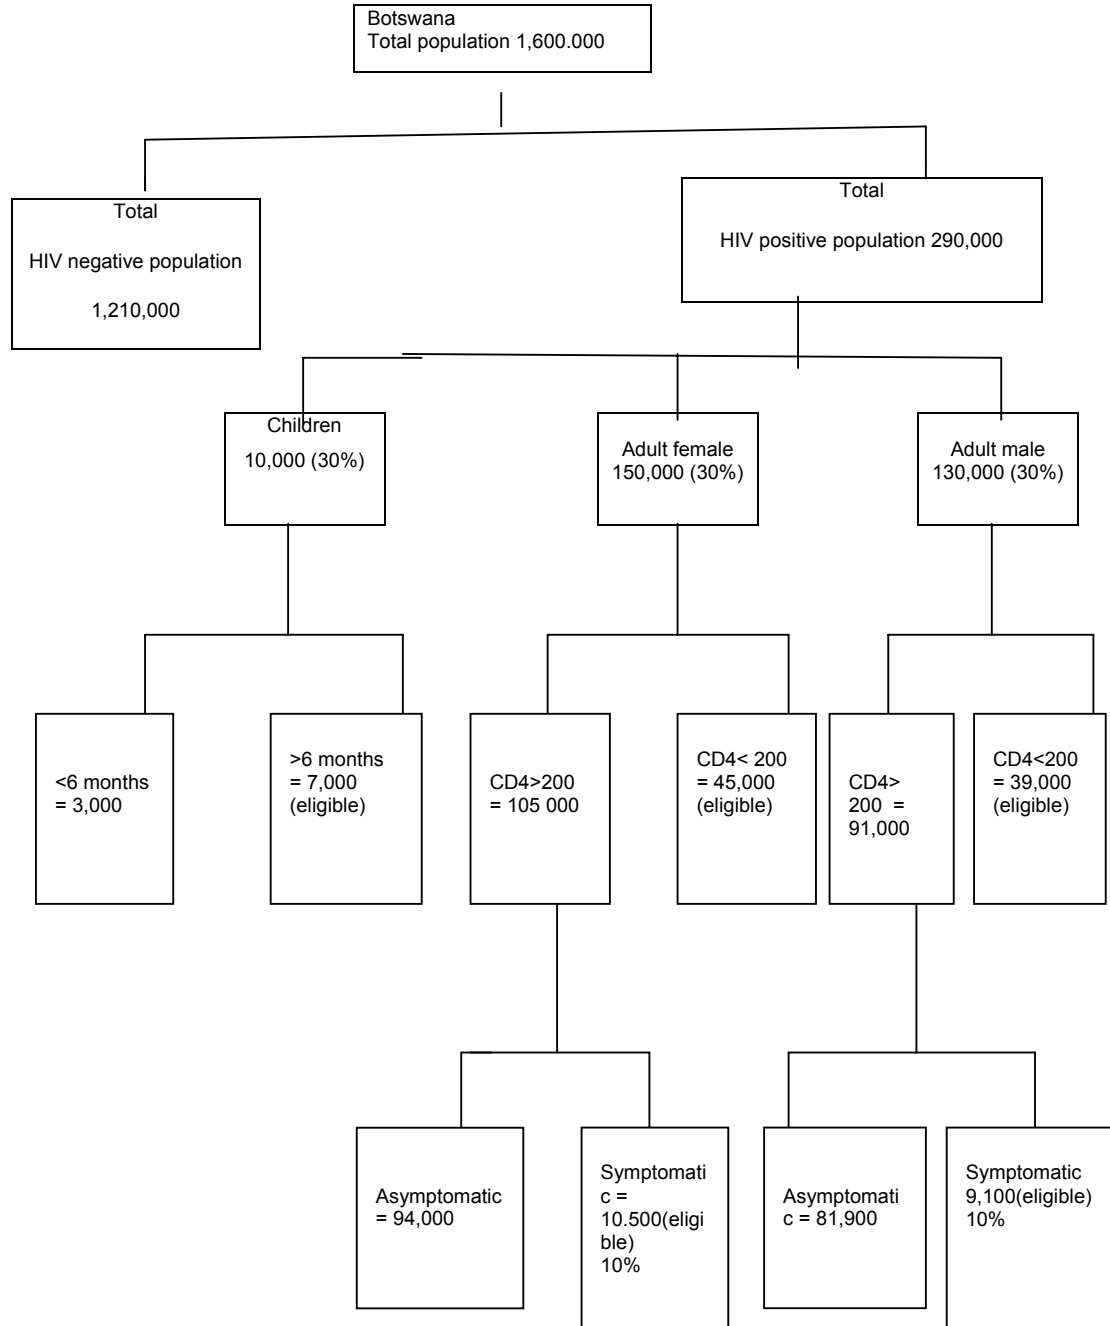 Botswana
Total population 1,600.000
Total
HIV negative population
1,210,000
Total
HIV positive population 290,000
Children
10,000 (30%)
Adult female
150,000 (30%)
Adult male
130,000 (30%)
<6 months
= 3,000
>6 months
= 7,000
(eligible)
CD4>200
= 105 000
CD4< 200
= 45,000
(eligible)
CD4>
200 =
91,000
CD4<200
= 39,000
(eligible)
Asymptomatic
= 94,000
Symptomati
c =
10.500(eligi
ble)
10%
Asymptomati
c = 81,900
Symptomatic
9,100(eligible)
10%